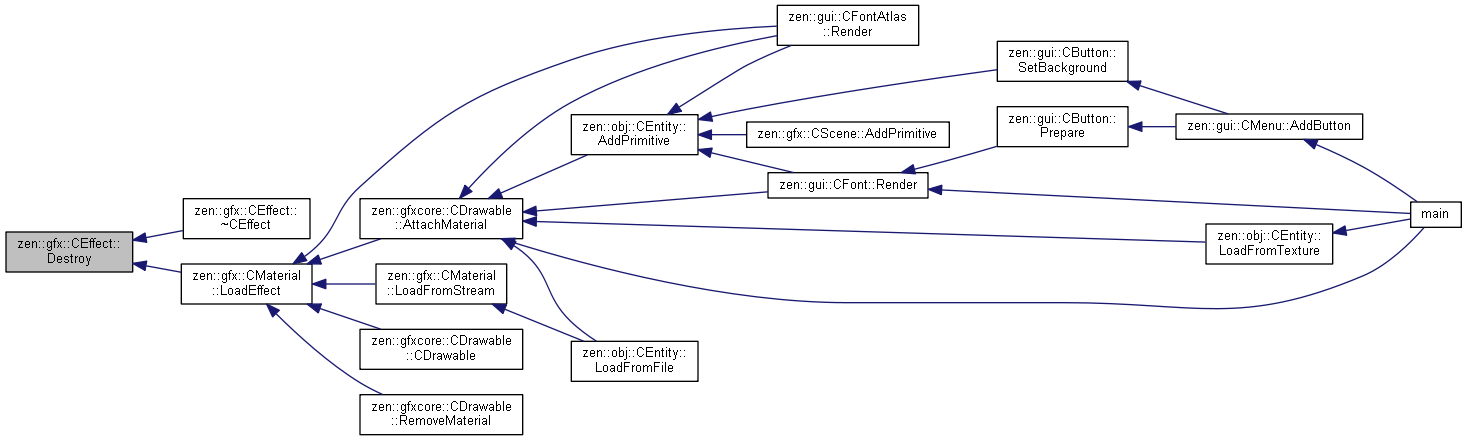 zen::gui::CFontAtlas
::Render
zen::gui::CButton::
SetBackground
zen::gui::CButton::
Prepare
zen::gui::CMenu::AddButton
zen::obj::CEntity::
AddPrimitive
zen::gfx::CScene::AddPrimitive
zen::gui::CFont::Render
zen::gfxcore::CDrawable
::AttachMaterial
main
zen::gfx::CEffect::
~CEffect
zen::gfx::CEffect::
Destroy
zen::obj::CEntity::
LoadFromTexture
zen::gfx::CMaterial
::LoadEffect
zen::gfx::CMaterial
::LoadFromStream
zen::gfxcore::CDrawable
::CDrawable
zen::obj::CEntity::
LoadFromFile
zen::gfxcore::CDrawable
::RemoveMaterial